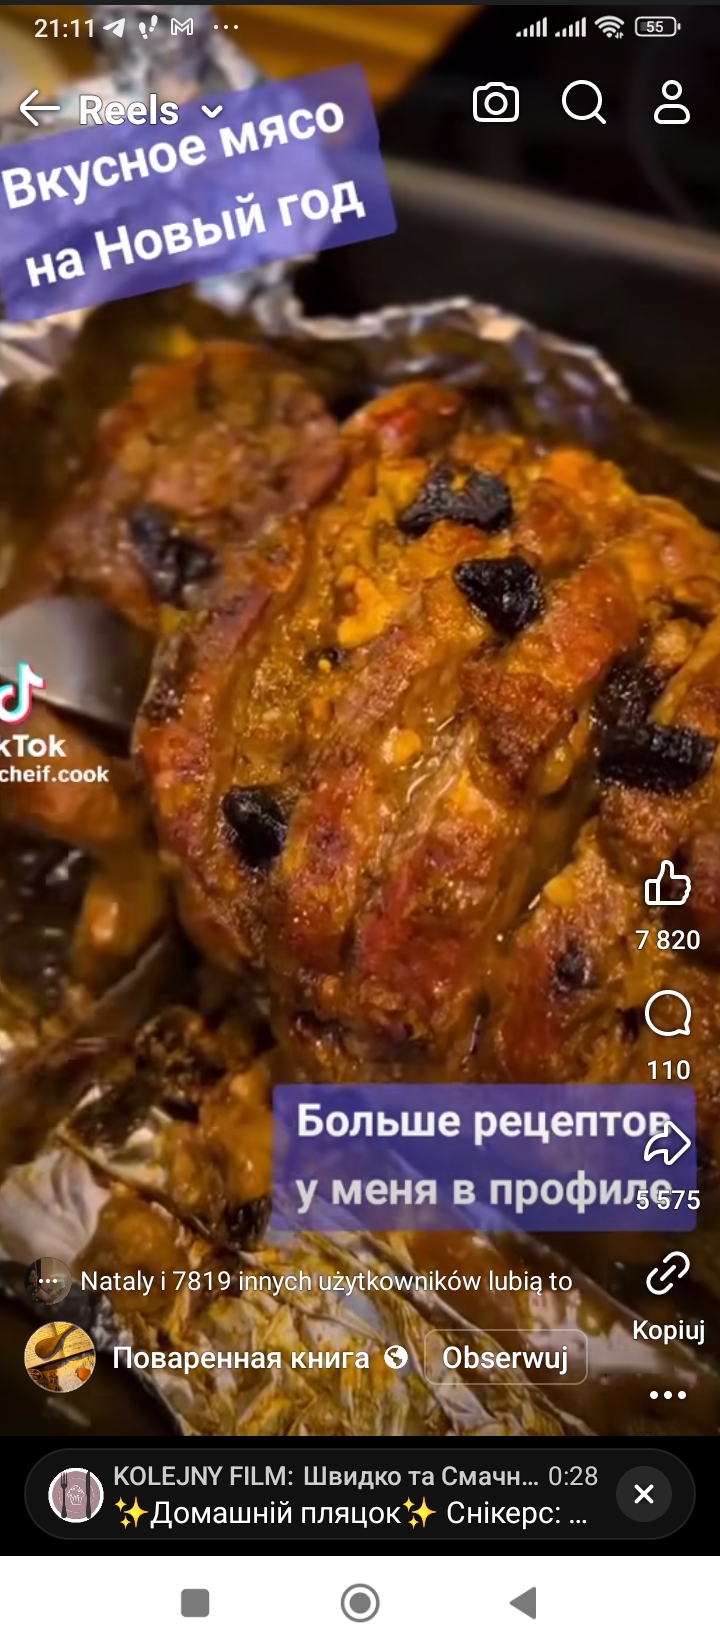 21:11
55
Reels
Вкусное мясо
на Новый год
kTok
cheif.cook
7 820
110
Больше рецептов
у меня в профиле
5 575
Nataly i 7819 innych użytkowników lubią to
Kopiuj
Поваренная книга
Obserwuj
KOLEJNY FILM: Швидко та Смачн... 0:28
✨Домашній пляцок✨ Снікерс: ...